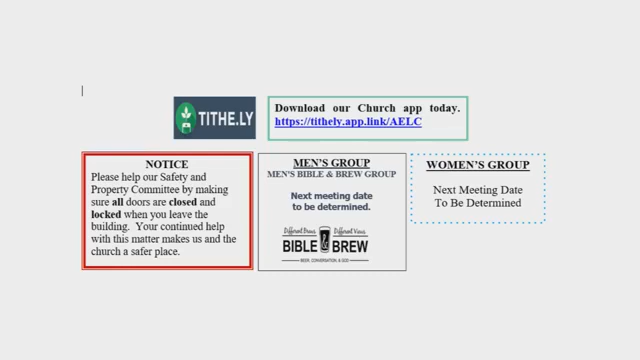 TITHE.LY
Download our Church app today.
https://tithely.app.link/AELC
NOTICE
Please help our Safety and
Property Committee by making
sure all doors are closed and
locked when you leave the
building. Your continued help
with this matter makes us and the
church a safer place.
MEN'S GROUP
MEN'S BIBLE & BREW GROUP
Next meeting date
to be determined.
Different Brews Different Views
BIBLE & BREW
BEER, CONVERSATION, & GOD
WOMEN'S GROUP
Next Meeting Date
To Be Determined